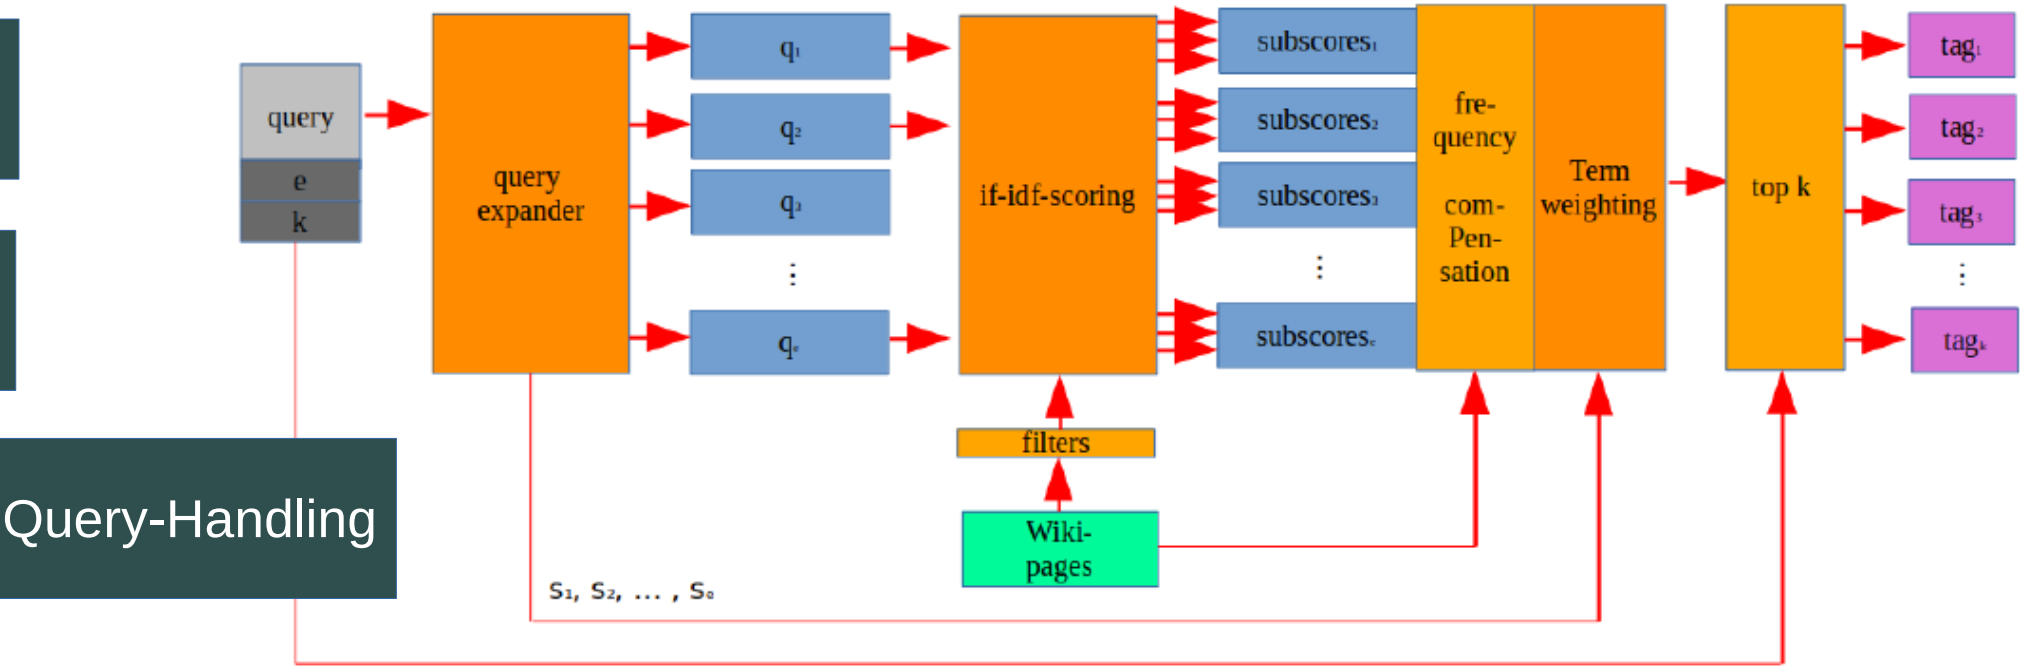 query
e
k
query
expander
q₁
q₂
q₃
⋮
qₑ
if-idf-scoring
filters
Wiki-
pages
subscores₁
subscores₂
subscores₃
⋮
subscoresₑ
fre-
quency
com-
Pen-
sation
Term
weighting
top k
tag₁
tag₂
tag₃
⋮
tagₖ
Query-Handling
s₁, s₂, ... , sₑ